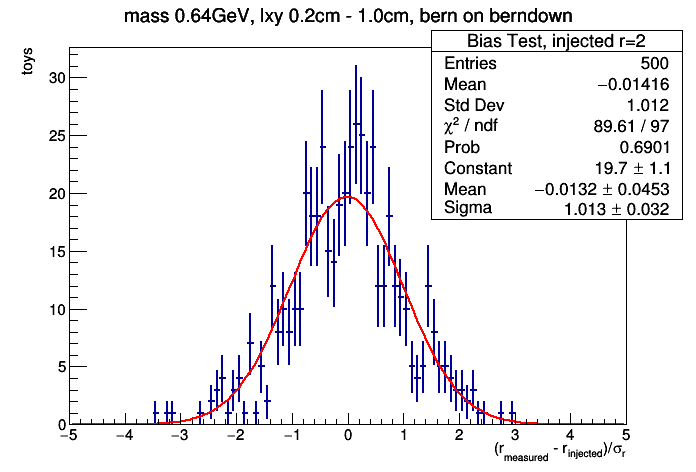 mass 0.64GeV, lxy 0.2cm - 1.0cm, bern on berndown
toys
Bias Test, injected r=2
Entries 500
Mean −0.01416
Std Dev 1.012
χ² / ndf 89.61 / 97
Prob 0.6901
Constant 19.7 ± 1.1
Mean −0.0132 ± 0.0453
Sigma 1.013 ± 0.032
30
25
20
15
10
5
0
−5 −4 −3 −2 −1 0 1 2 3 4 5
(r_measured - r_injected)/σ_r